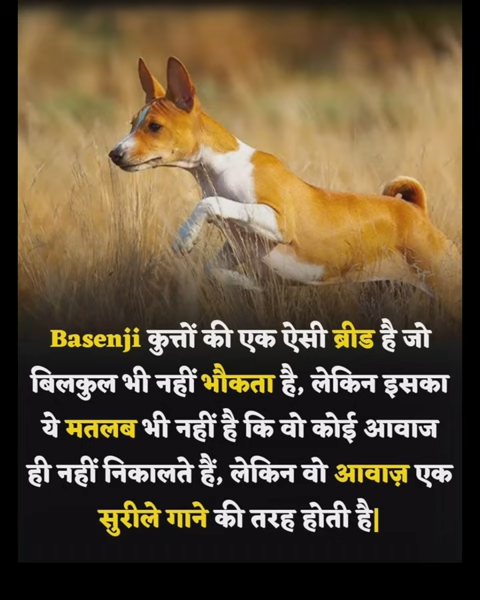 Basenji कुत्तों की एक ऐसी ब्रीड है जो
बिलकुल भी नहीं भौकता है, लेकिन इसका
ये मतलब भी नहीं है कि वो कोई आवाज
ही नहीं निकालते हैं, लेकिन वो आवाज़ एक
सुरीले गाने की तरह होती है|